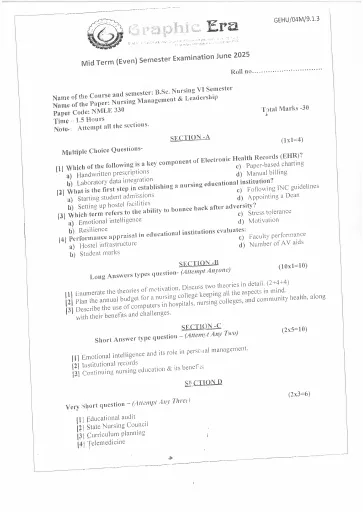 GEHU/04M/9.1.3
Graphic Era
Mid Term (Even) Semester Examination June 2025
Roll no..............................
Name of the Course and semester: B.Sc. Nursing VI Semester
Name of the Paper: Nursing Management & Leadership
Paper Code: NMLE 330
Time – 1.5 Hours
Total Marks -30
Note- Attempt all the sections.
SECTION -A
Multiple Choice Questions-
(1x1=4)
[1] Which of the following is a key component of Electronic Health Records (EHR)?
a) Handwritten prescriptions
c) Paper-based charting
b) Laboratory data integration
d) Manual billing
[2] What is the first step in establishing a nursing educational institution?
a) Starting student admissions
c) Following INC guidelines
b) Setting up hostel facilities
d) Appointing a Dean
[3] Which term refers to the ability to bounce back after adversity?
a) Emotional intelligence
c) Stress tolerance
b) Resilience
d) Motivation
[4] Performance appraisal in educational institutions evaluates:
a) Hostel infrastructure
c) Faculty performance
b) Student marks
d) Number of AV aids
SECTION -B
Long Answers types question- (Attempt Anyone)
(10x1=10)
[1] Enumerate the theories of motivation. Discuss two theories in detail. (2+4+4)
[2] Plan the annual budget for a nursing college keeping all the aspects in mind.
[3] Describe the use of computers in hospitals, nursing colleges, and community health, along
with their benefits and challenges.
SECTION -C
Short Answer type question – (Attempt Any Two)
(2x5=10)
[1] Emotional intelligence and its role in personal management.
[2] Institutional records
[3] Continuing nursing education & its benefits
SECTION D
Very Short question – (Attempt Any Three)
(2x3=6)
[1] Educational audit
[2] State Nursing Council
[3] Curriculum planning
[4] Telemedicine